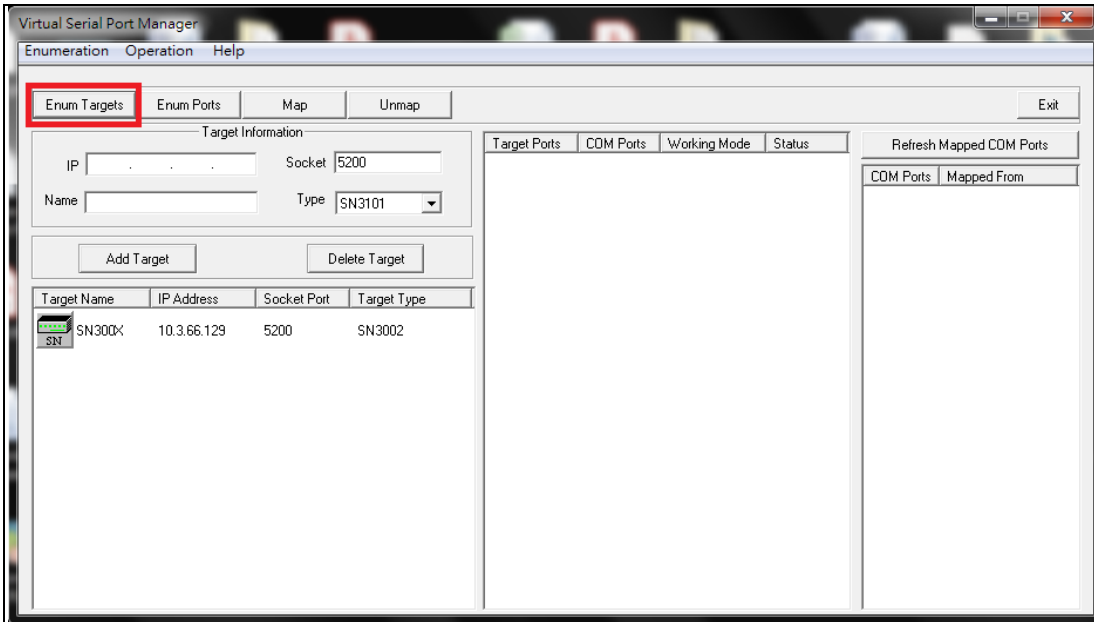 Virtual Serial Port Manager
Enumeration Operation Help
Enum Targets Enum Ports Map Unmap Exit
Target Information
IP . . . Socket 5200
Name Type SN3101
Add Target Delete Target
Target Name IP Address Socket Port Target Type
SN300X 10.3.66.129 5200 SN3002
SN
Target Ports COM Ports Working Mode Status
Refresh Mapped COM Ports
COM Ports Mapped From